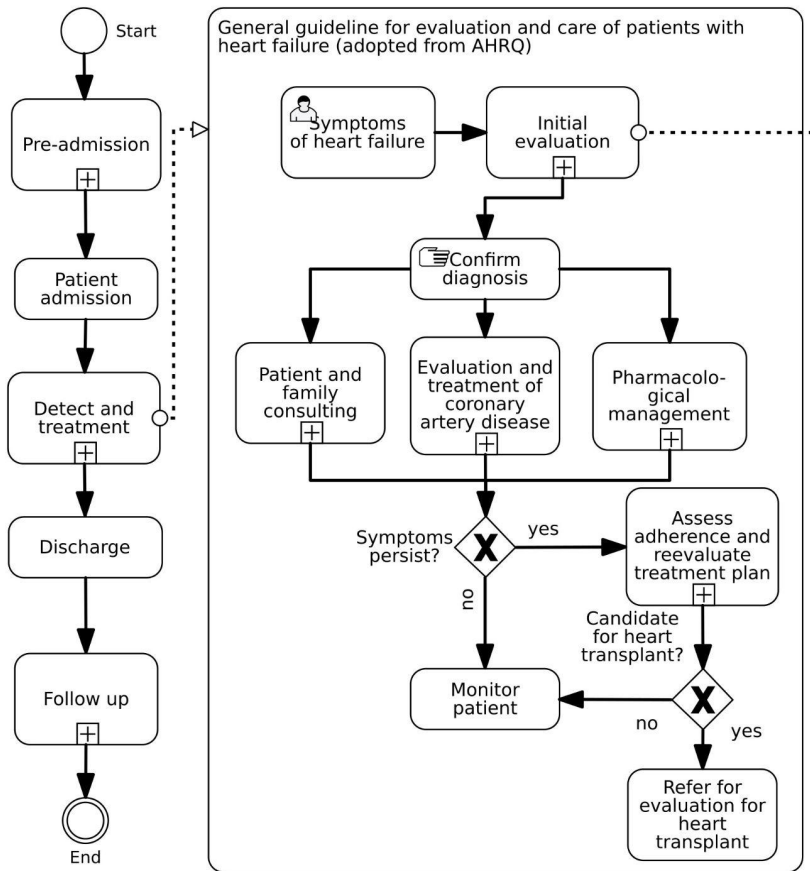 Start
Pre-admission
Patient
admission
Detect and
treatment
Discharge
Follow up
End
General guideline for evaluation and care of patients with
heart failure (adopted from AHRQ)
Symptoms
of heart failure
Initial
evaluation
Confirm
diagnosis
Patient and
family
consulting
Evaluation and
treatment of
coronary
artery disease
Pharmacolo-
gical
management
Symptoms
persist?
yes
no
Assess
adherence and
reevaluate
treatment plan
Candidate
for heart
transplant?
Monitor
patient
no
yes
Refer for
evaluation for
heart
transplant